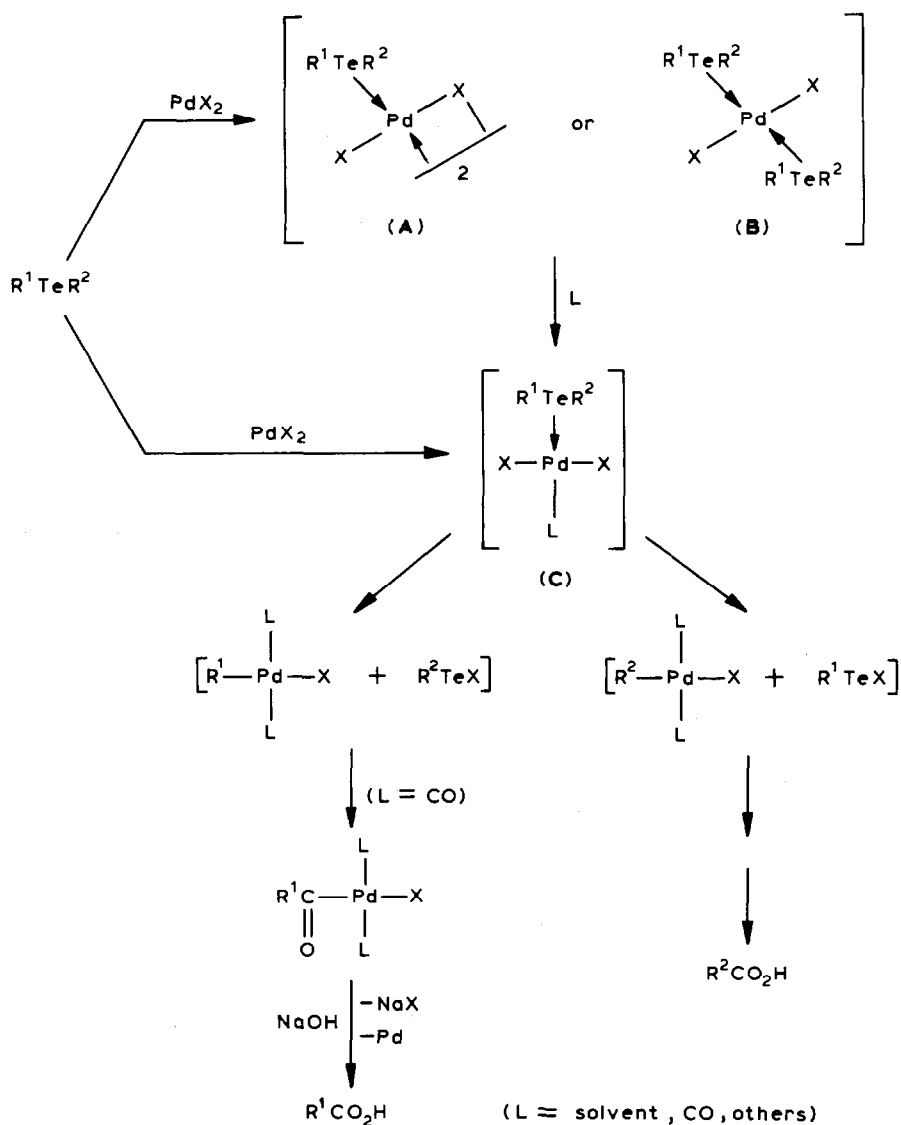 R¹TeR²
PdX₂
Pd
X
X
2
(A)
or
R¹TeR²
X
Pd
X
R¹TeR²
(B)
R¹TeR²
L
PdX₂
R¹TeR²
X—Pd—X
L
(C)
L
[R¹—Pd—X + R²TeX]
L
L
[R²—Pd—X + R¹TeX]
L
(L = CO)
L
R¹C—Pd—X
O
L
R²CO₂H
NaOH
—NaX
—Pd
R¹CO₂H
(L = solvent, CO, others)